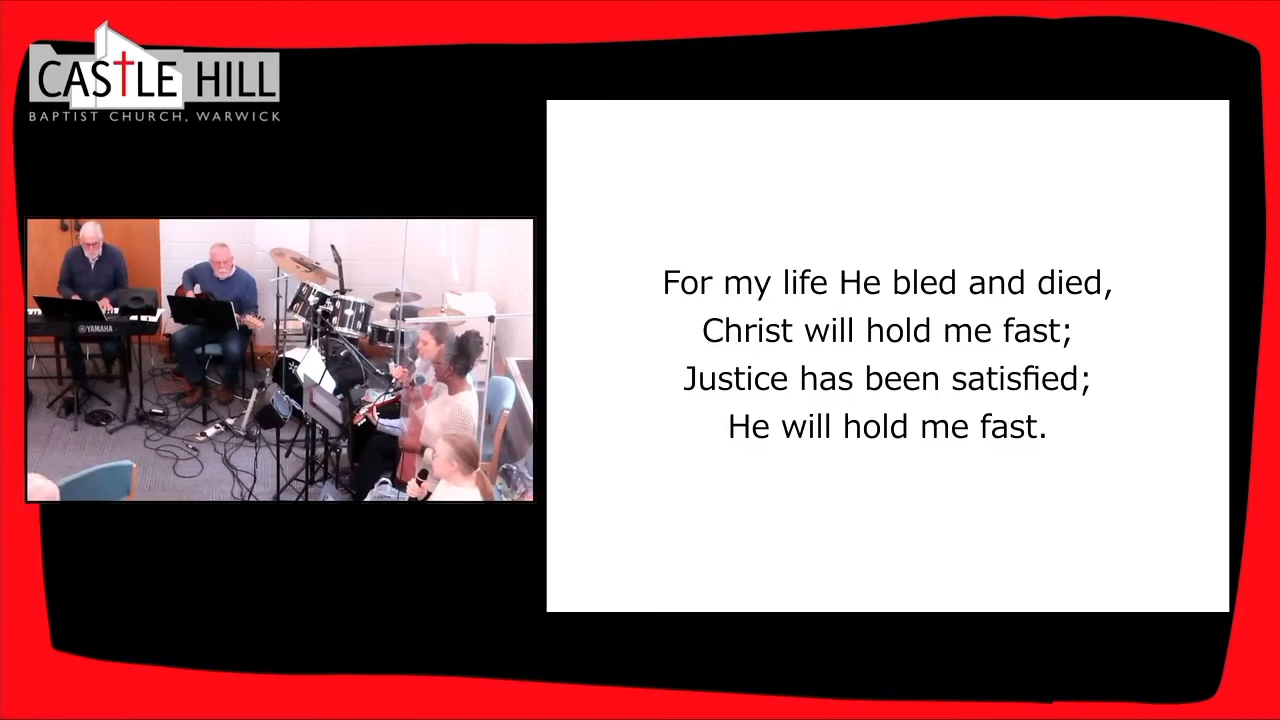 CASTLE HILL
BAPTIST CHURCH, WARWICK
YAMAHA
For my life He bled and died,
Christ will hold me fast;
Justice has been satisfied;
He will hold me fast.